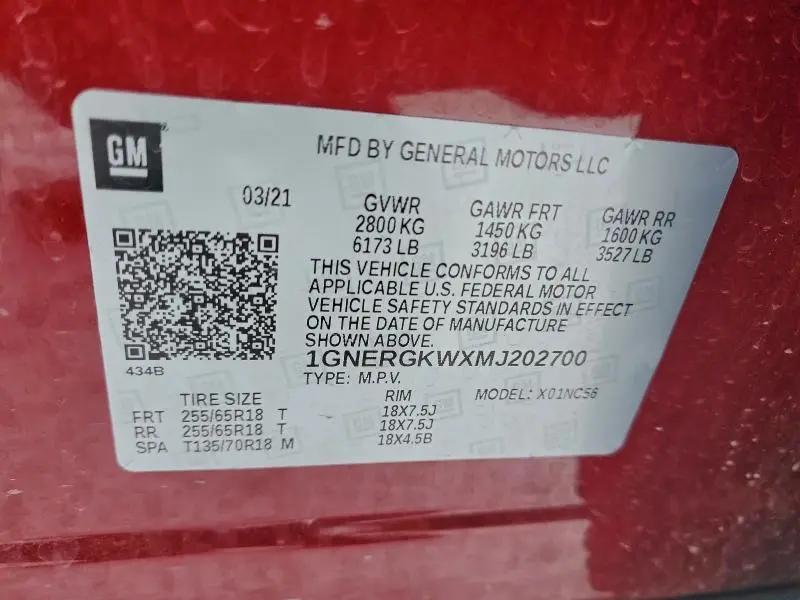 GM
MFD BY GENERAL MOTORS LLC
03/21
GVWR GAWR FRT GAWR RR
2800 KG 1450 KG 1600 KG
6173 LB 3196 LB 3527 LB
THIS VEHICLE CONFORMS TO ALL
APPLICABLE U.S. FEDERAL MOTOR
VEHICLE SAFETY STANDARDS IN EFFECT
ON THE DATE OF MANUFACTURE
SHOWN ABOVE.
434B
1GNERGKWXMJ202700
TYPE: M.P.V. MODEL: X01NC56
TIRE SIZE RIM
FRT 255/65R18 T 18X7.5J
RR 255/65R18 T 18X7.5J
SPA T135/70R18 M 18X4.5B